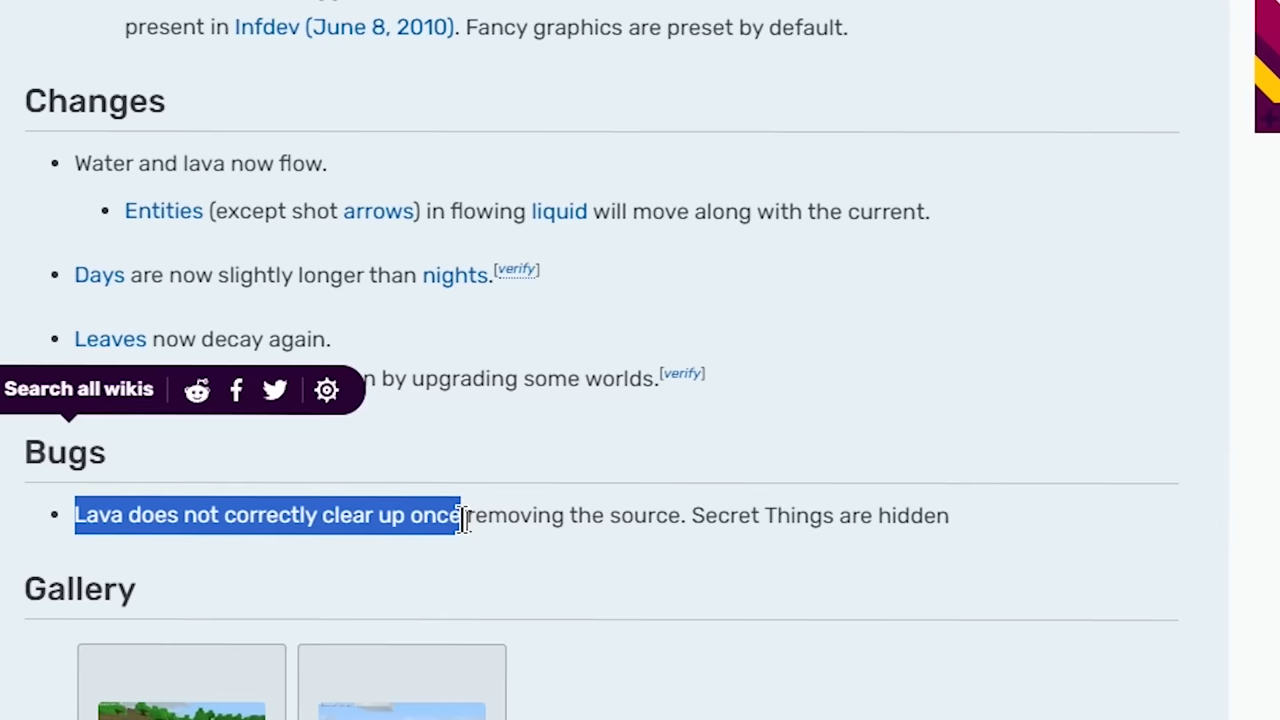 present in Infdev (June 8, 2010). Fancy graphics are preset by default.
Changes
Water and lava now flow.
Entities (except shot arrows) in flowing liquid will move along with the current.
Days are now slightly longer than nights.[verify]
Leaves now decay again.
Search all wikis
n by upgrading some worlds.[verify]
Bugs
Lava does not correctly clear up once removing the source. Secret Things are hidden
Gallery